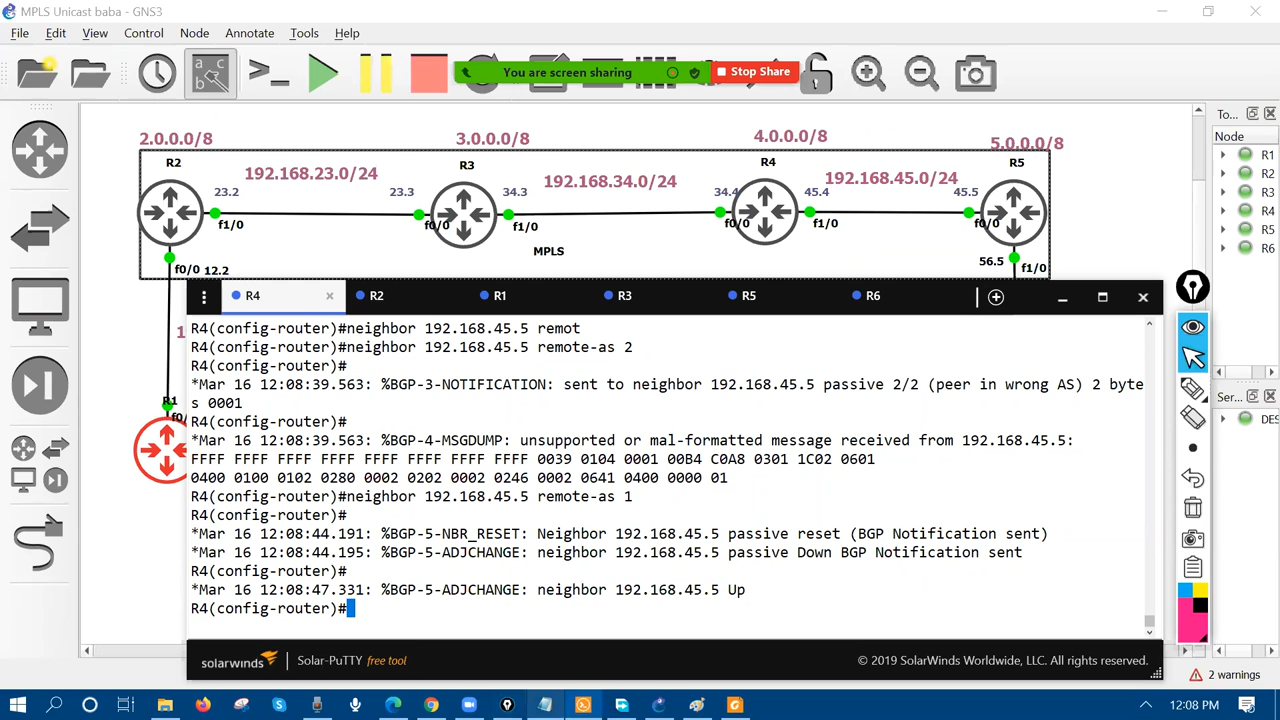 MPLS Unicast baba - GNS3
File Edit View Control Node Annotate Tools Help
You are screen sharing
Stop Share
2.0.0.0/8
3.0.0.0/8
4.0.0.0/8
5.0.0.0/8
R2
R3
R4
R5
192.168.23.0/24
192.168.34.0/24
192.168.45.0/24
23.2
23.3
34.3
34.4
45.4
45.5
f1/0
f0/0
f1/0
f0/0
f1/0
f0/0
MPLS
f0/0 12.2
56.5
f1/0
1
R1
f0/
To...
Node
R1
R2
R3
R4
R5
R6
Ser...
DES
R4
R2
R1
R3
R5
R6
R4(config-router)#neighbor 192.168.45.5 remot
R4(config-router)#neighbor 192.168.45.5 remote-as 2
R4(config-router)#
*Mar 16 12:08:39.563: %BGP-3-NOTIFICATION: sent to neighbor 192.168.45.5 passive 2/2 (peer in wrong AS) 2 byte
s 0001
R4(config-router)#
*Mar 16 12:08:39.563: %BGP-4-MSGDUMP: unsupported or mal-formatted message received from 192.168.45.5:
FFFF FFFF FFFF FFFF FFFF FFFF FFFF FFFF 0039 0104 0001 00B4 C0A8 0301 1C02 0601
0400 0100 0102 0280 0002 0202 0002 0246 0002 0641 0400 0000 01
R4(config-router)#neighbor 192.168.45.5 remote-as 1
R4(config-router)#
*Mar 16 12:08:44.191: %BGP-5-NBR_RESET: Neighbor 192.168.45.5 passive reset (BGP Notification sent)
*Mar 16 12:08:44.195: %BGP-5-ADJCHANGE: neighbor 192.168.45.5 passive Down BGP Notification sent
R4(config-router)#
*Mar 16 12:08:47.331: %BGP-5-ADJCHANGE: neighbor 192.168.45.5 Up
R4(config-router)#
solarwinds
Solar-PuTTY free tool
© 2019 SolarWinds Worldwide, LLC. All rights reserved.
2 warnings
12:08 PM